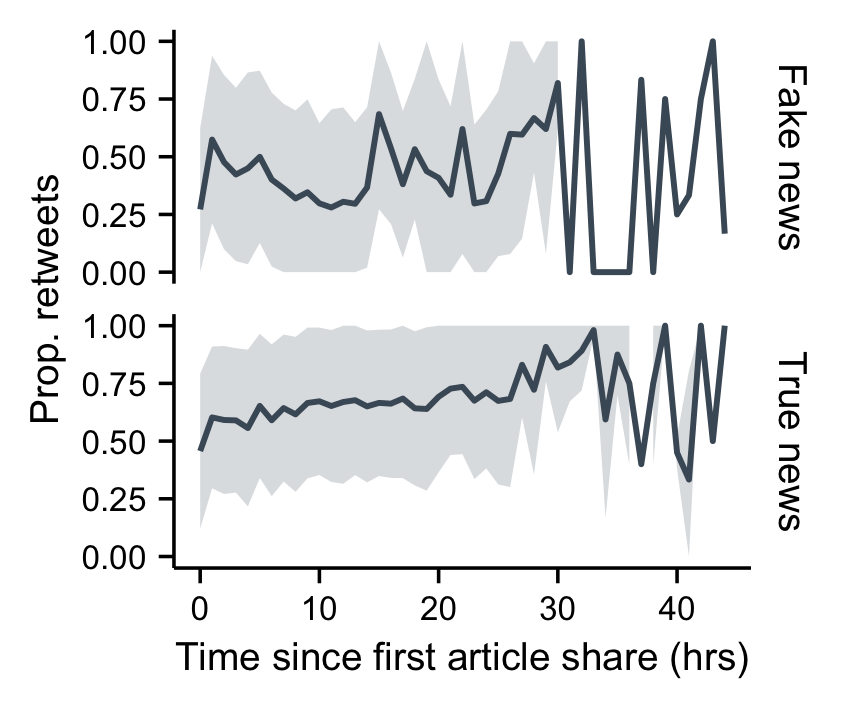 1.00
0.75
0.50
0.25
0.00
Fake news
1.00
0.75
0.50
0.25
0.00
True news
Prop. retweets
0 10 20 30 40
Time since first article share (hrs)